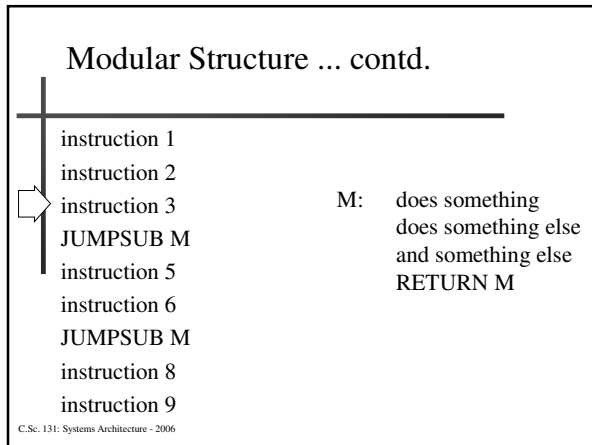 Modular Structure ... contd.
instruction 1
instruction 2
instruction 3
JUMPSUB M
instruction 5
instruction 6
JUMPSUB M
instruction 8
instruction 9
M: does something
does something else
and something else
RETURN M
C.Sc. 131: Systems Architecture - 2006